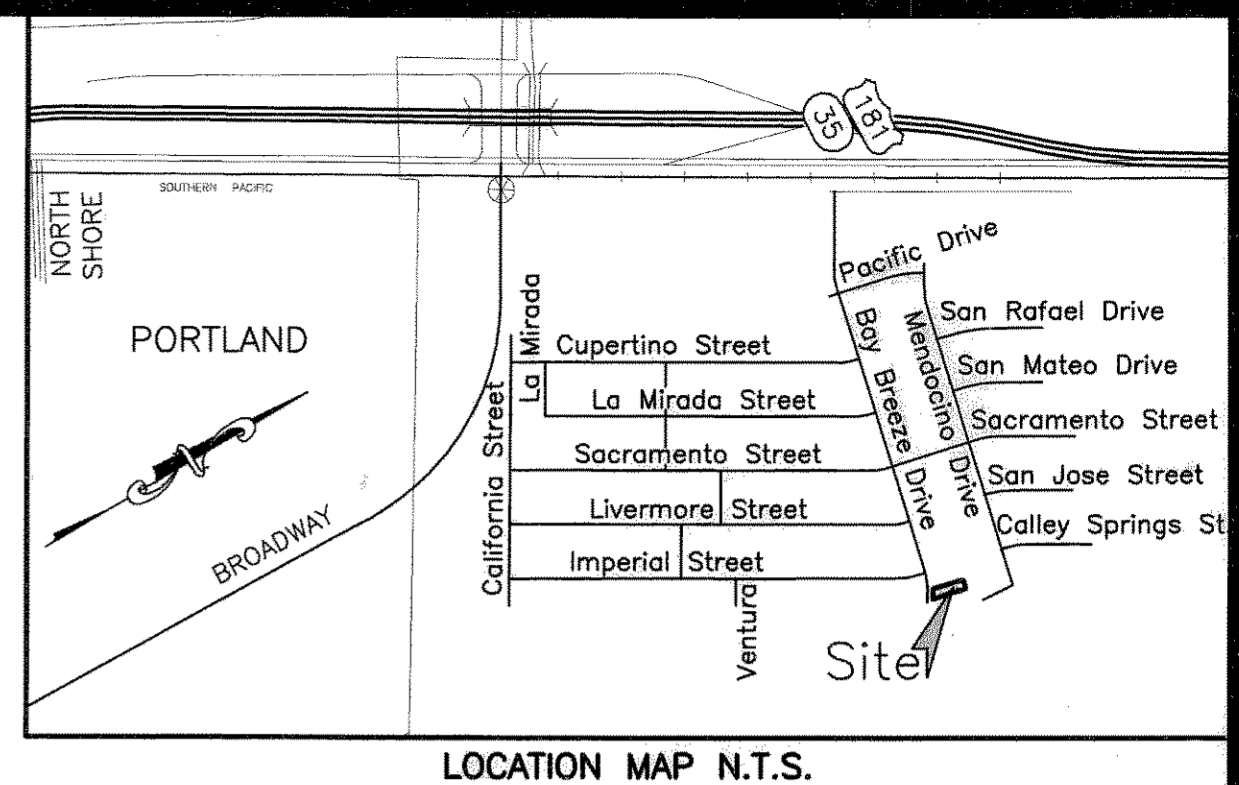 35
181
SOUTHERN PACIFIC
NORTH
SHORE
PORTLAND
N
BROADWAY
California Street
La Mirada
Cupertino Street
La Mirada Street
Sacramento Street
Livermore Street
Imperial Street
Ventura
Pacific Drive
Bay Breeze Drive
Mendocino Drive
San Rafael Drive
San Mateo Drive
Sacramento Street
San Jose Street
Calley Springs St
Site
LOCATION MAP N.T.S.